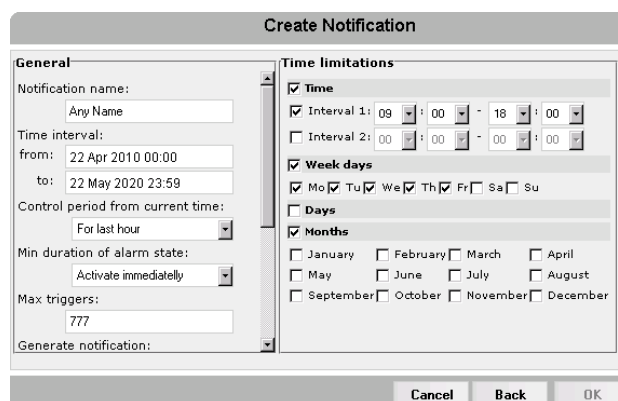 Create Notification
General
Notification name:
Any Name
Time interval:
from: 22 Apr 2010 00:00
to: 22 May 2020 23:59
Control period from current time:
For last hour
Min duration of alarm state:
Activate immediatelly
Max triggers:
777
Generate notification:
Time limitations
Time
Interval 1: 09 : 00 - 18 : 00
Interval 2: 00 : 00 - 00 : 00
Week days
Mo Tu We Th Fr Sa Su
Days
Months
January February March April
May June July August
September October November December
Cancel Back OK